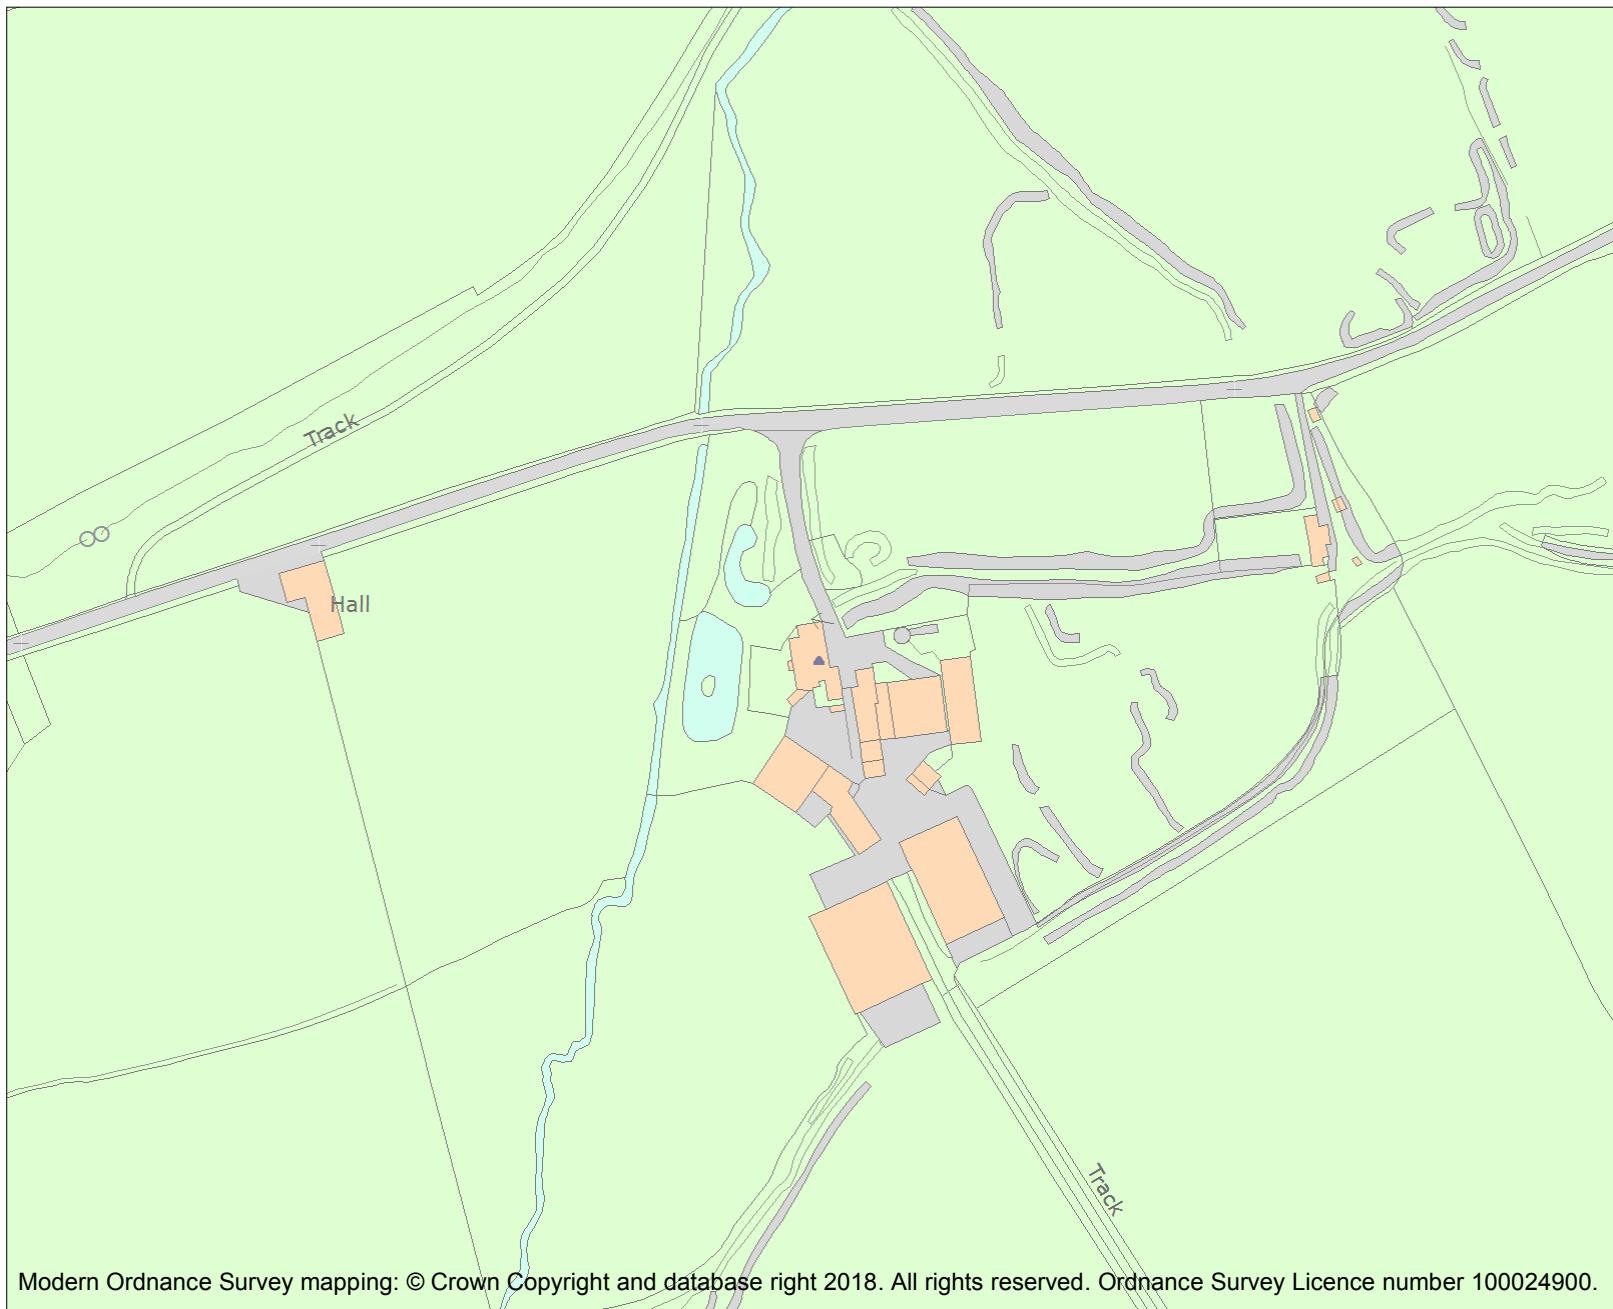 Track
Hall
Track
Modern Ordnance Survey mapping: © Crown Copyright and database right 2018. All rights reserved. Ordnance Survey Licence number 100024900.